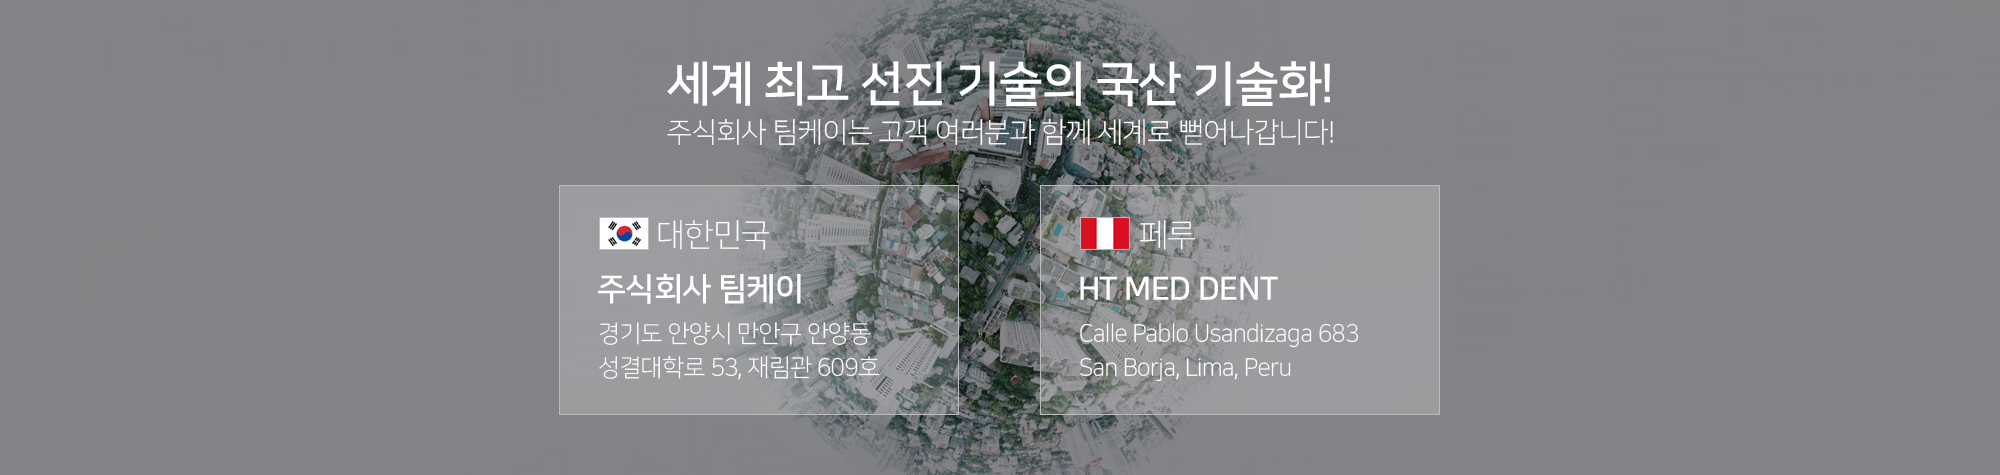 세계 최고 선진 기술의 국산 기술화!
주식회사 팀케이는 고객 여러분과 함께 세계로 뻗어나갑니다!
대한민국
주식회사 팀케이
경기도 안양시 만안구 안양동
성결대학로 53, 재림관 609호
페루
HT MED DENT
Calle Pablo Usandizaga 683
San Borja, Lima, Peru